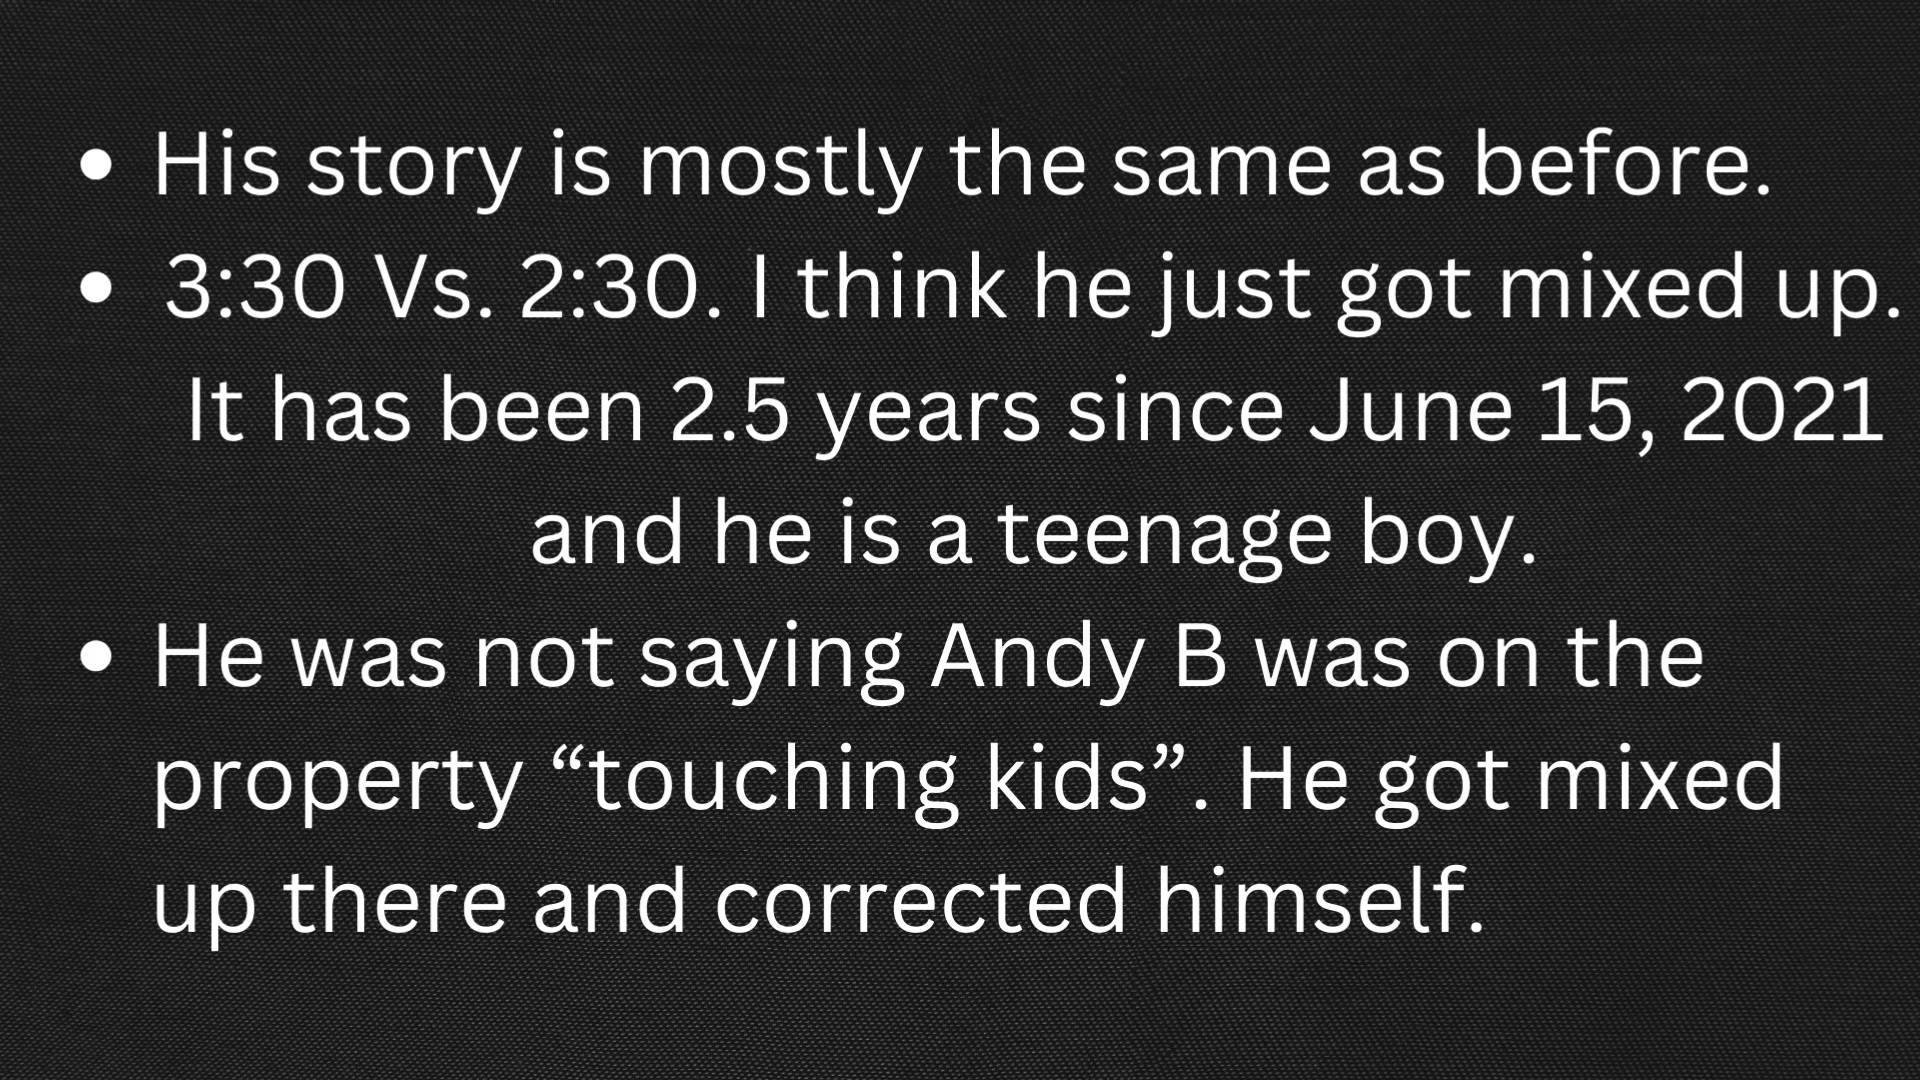 • His story is mostly the same as before.
• 3:30 Vs. 2:30. I think he just got mixed up.
It has been 2.5 years since June 15, 2021
and he is a teenage boy.
• He was not saying Andy B was on the
property “touching kids”. He got mixed
up there and corrected himself.